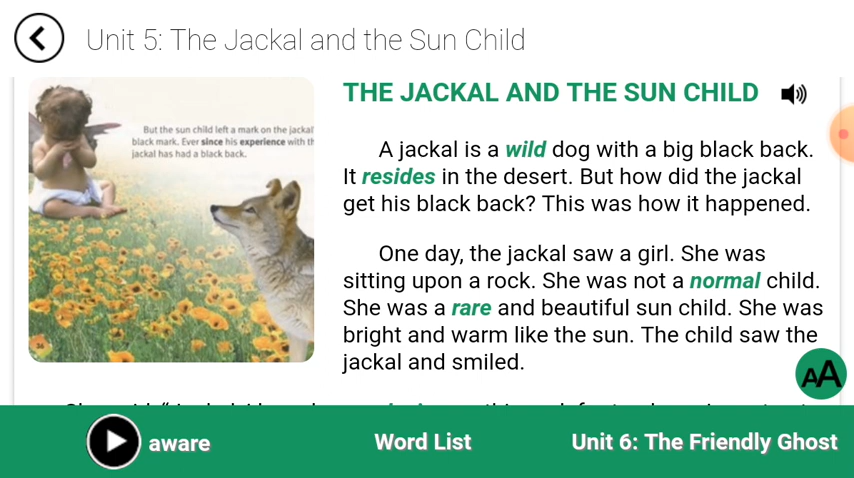 Unit 5: The Jackal and the Sun Child
But the sun child left a mark on the jackal
black mark. Ever since his experience with th
jackal has had a black back.
THE JACKAL AND THE SUN CHILD
A jackal is a wild dog with a big black back.
It resides in the desert. But how did the jackal
get his black back? This was how it happened.
One day, the jackal saw a girl. She was
sitting upon a rock. She was not a normal child.
She was a rare and beautiful sun child. She was
bright and warm like the sun. The child saw the
jackal and smiled.
AA
aware
Word List
Unit 6: The Friendly Ghost